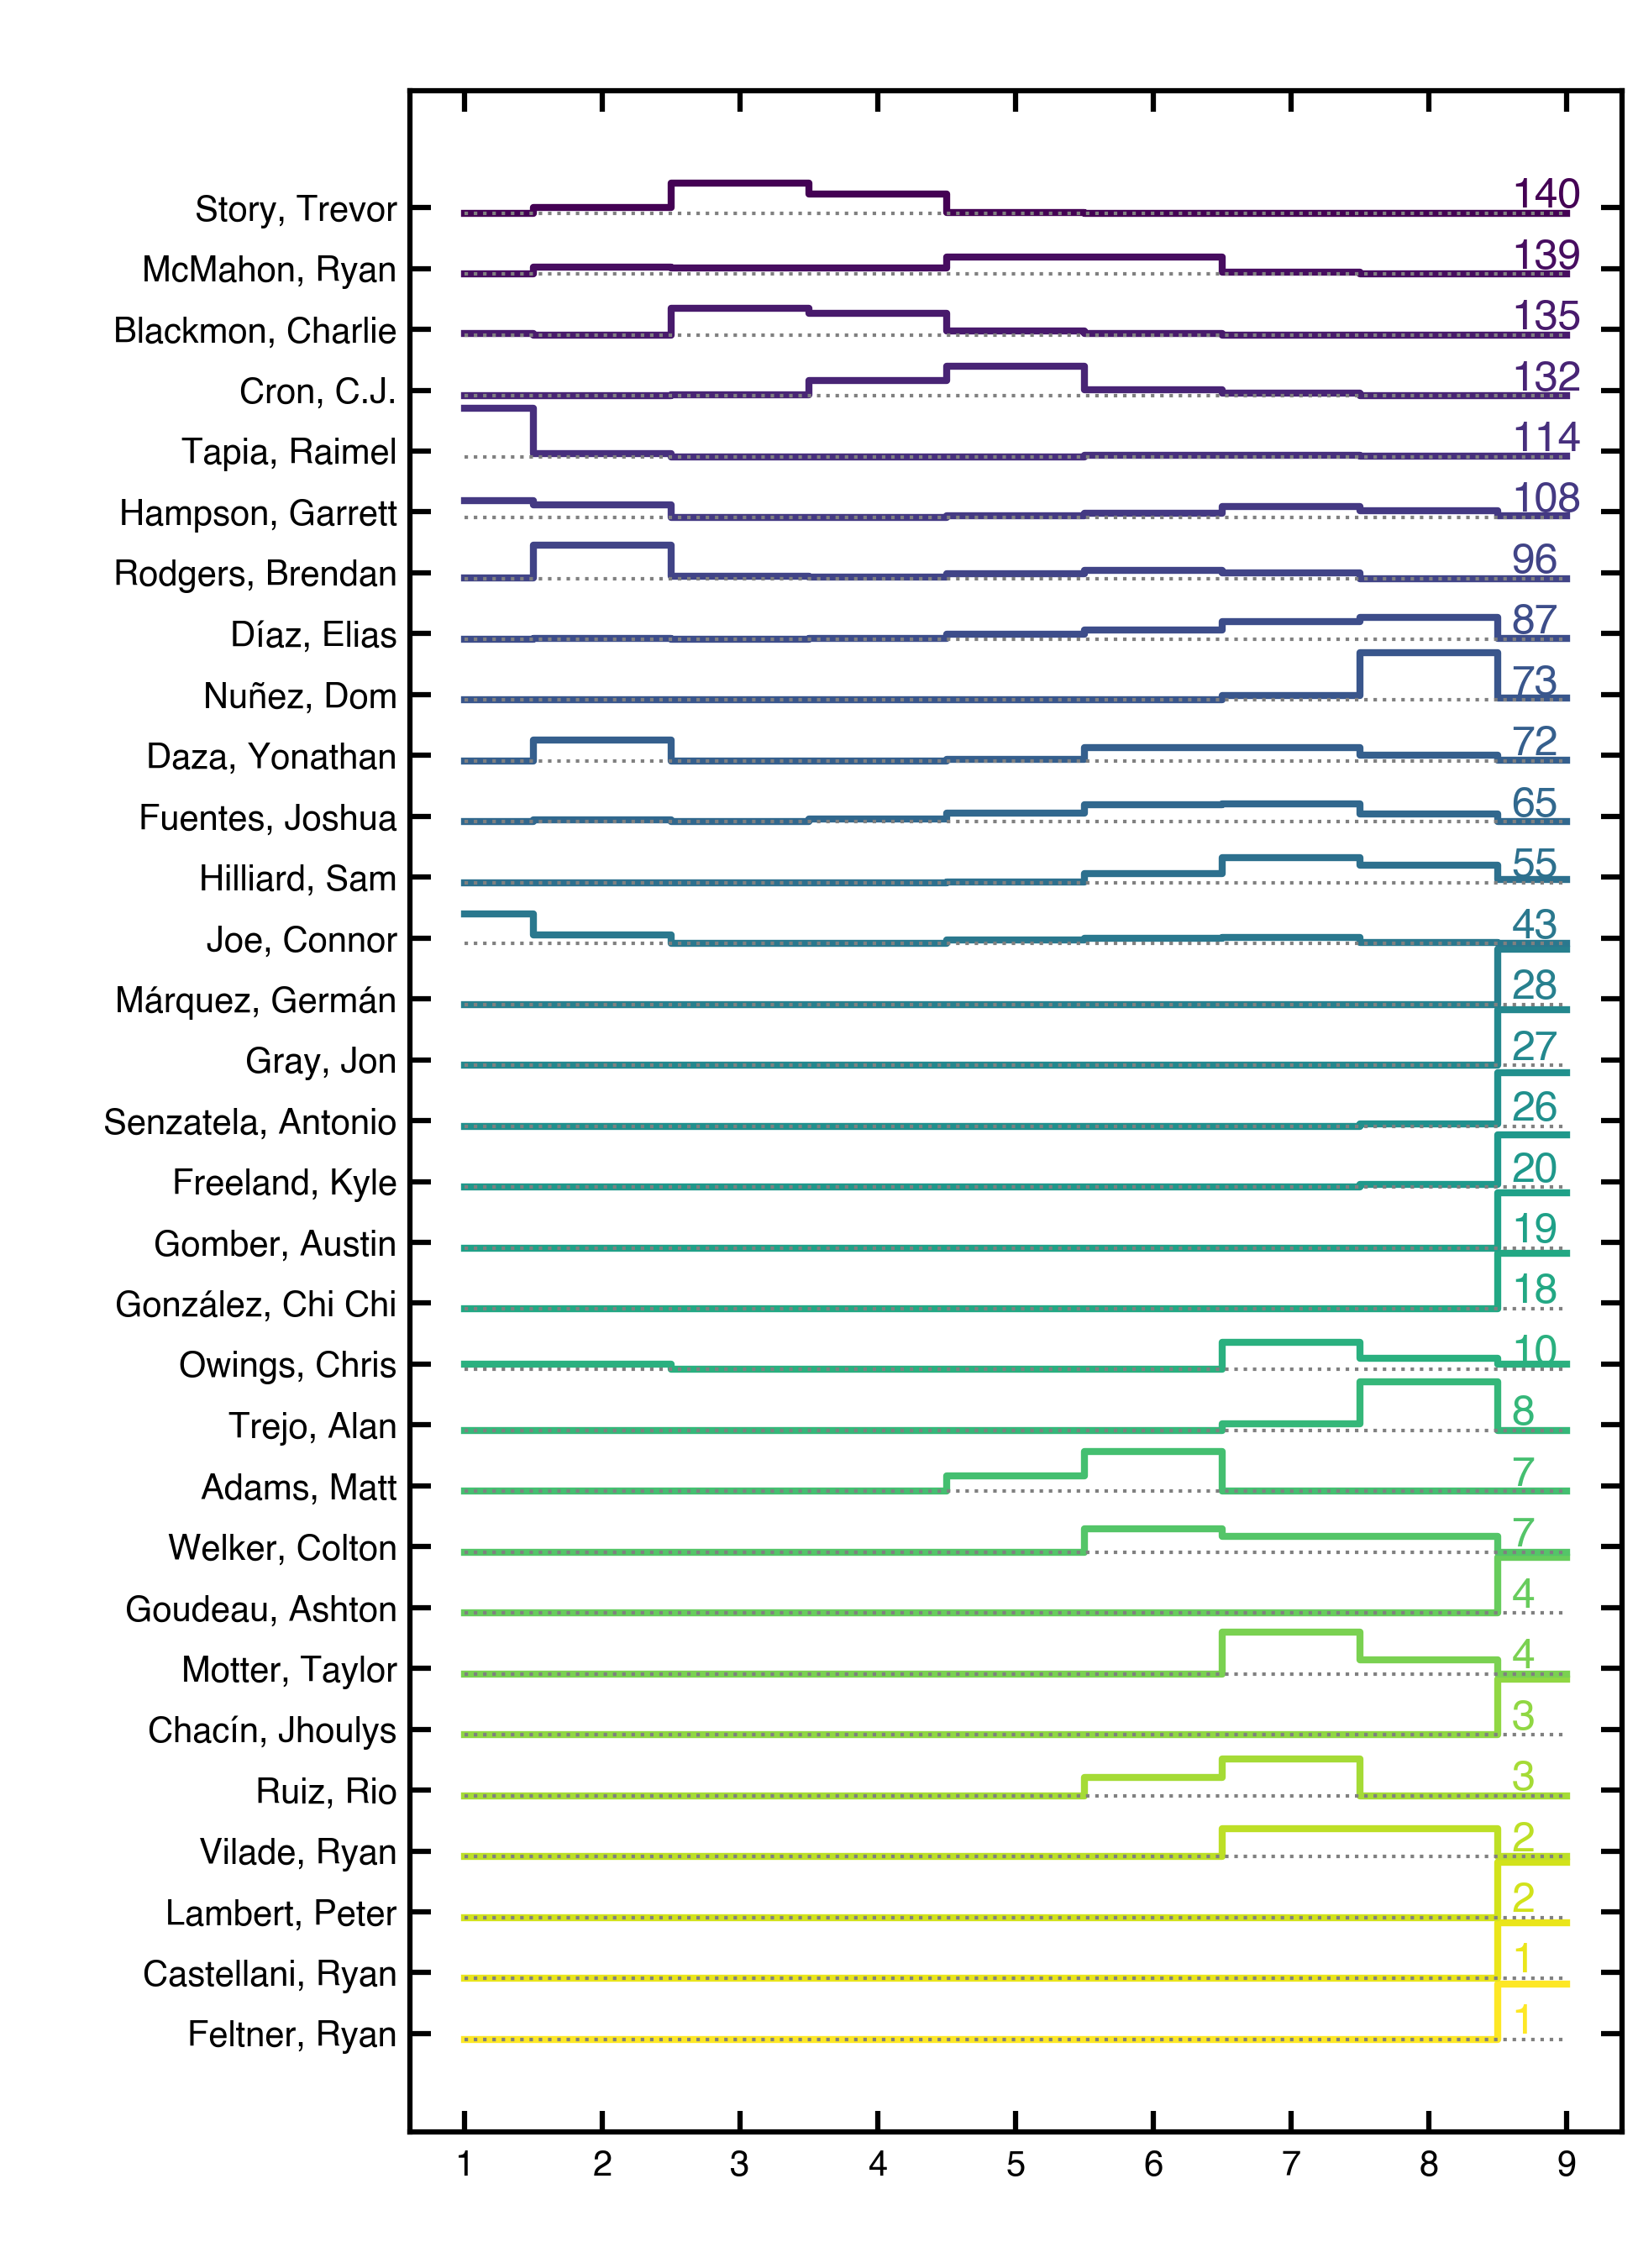 Story, Trevor 140
McMahon, Ryan 139
Blackmon, Charlie 135
Cron, C.J. 132
Tapia, Raimel 114
Hampson, Garrett 108
Rodgers, Brendan 96
Díaz, Elias 87
Nuñez, Dom 73
Daza, Yonathan 72
Fuentes, Joshua 65
Hilliard, Sam 55
Joe, Connor 43
Márquez, Germán 28
Gray, Jon 27
Senzatela, Antonio 26
Freeland, Kyle 20
Gomber, Austin 19
González, Chi Chi 18
Owings, Chris 10
Trejo, Alan 8
Adams, Matt 7
Welker, Colton 7
Goudeau, Ashton 4
Motter, Taylor 4
Chacín, Jhoulys 3
Ruiz, Rio 3
Vilade, Ryan 2
Lambert, Peter 2
Castellani, Ryan 1
Feltner, Ryan 1
1 2 3 4 5 6 7 8 9